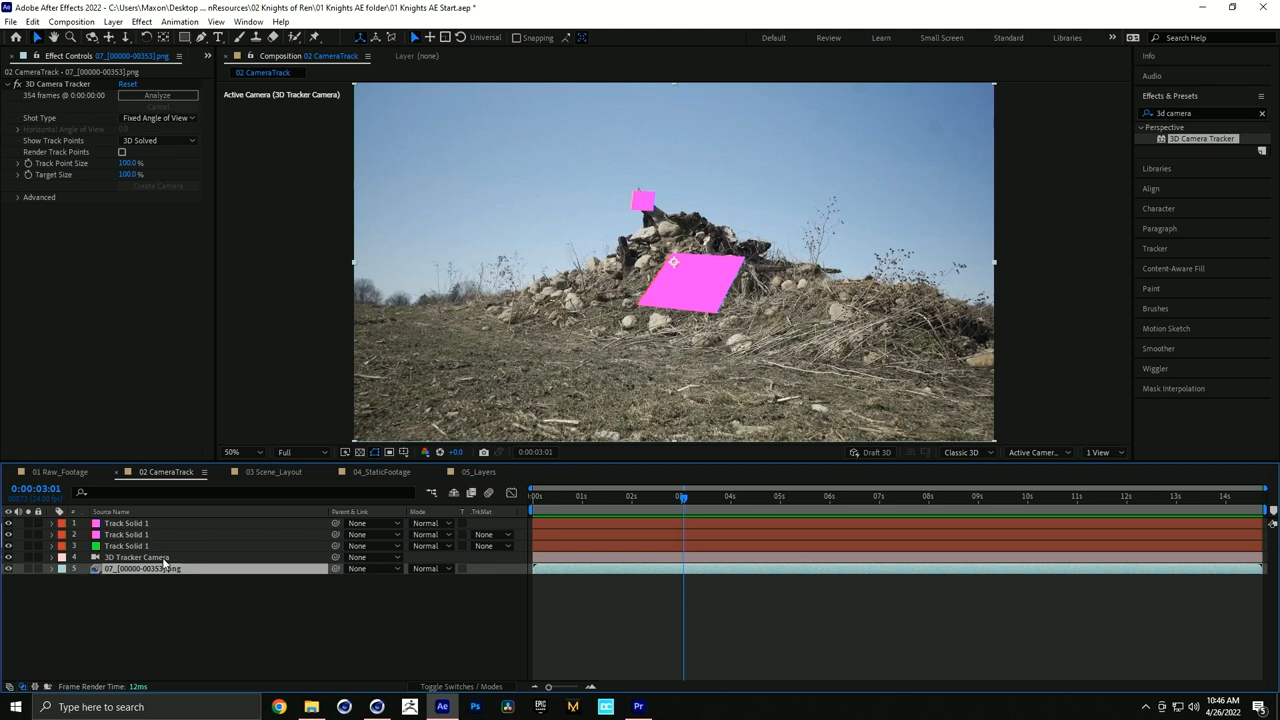 Adobe After Effects 2022 - C:\Users\Maxon\Desktop ... nResources\02 Knights of Ren\01 Knights AE folder\01 Knights AE Start.aep *
File Edit Composition Layer Effect Animation View Window Help
Universal Snapping Default Review Learn Small Screen Standard Libraries Search Help
Effect Controls 07_[00000-00353].png
Composition 02 CameraTrack
Layer (none)
02 CameraTrack - 07_[00000-00353].png
02 CameraTrack
fx 3D Camera Tracker Reset
354 frames @ 0:00:00:00 Analyze
Cancel
Shot Type Fixed Angle of View
Horizontal Angle of View 0.0
Show Track Points 3D Solved
Render Track Points
Track Point Size 100.0 %
Target Size 100.0 %
Create Camera
Advanced
Active Camera (3D Tracker Camera)
Info
Audio
Effects & Presets
3d camera
Perspective
3D Camera Tracker
Libraries
Align
Character
Paragraph
Tracker
Content-Aware Fill
Paint
Brushes
Motion Sketch
Smoother
Wiggler
Mask Interpolation
50% Full +0.0 0:00:03:01 Draft 3D Classic 3D Active Camer... 1 View
01 Raw_Footage 02 CameraTrack 03 Scene_Layout 04_StaticFootage 05_Layers
0:00:03:01
00073 (24.00 fps)
:00s 01s 02s 03s 04s 05s 06s 07s 08s 09s 10s 11s 12s 13s 14s
# Source Name Parent & Link Mode T TrkMat
1 Track Solid 1 None Normal
2 Track Solid 1 None Normal None
3 Track Solid 1 None Normal None
4 3D Tracker Camera None
5 07_[00000-00353].png None Normal
Frame Render Time: 12ms Toggle Switches / Modes
Type here to search
Ae Ps EPIC M DC Pr
10:46 AM
4/26/2022